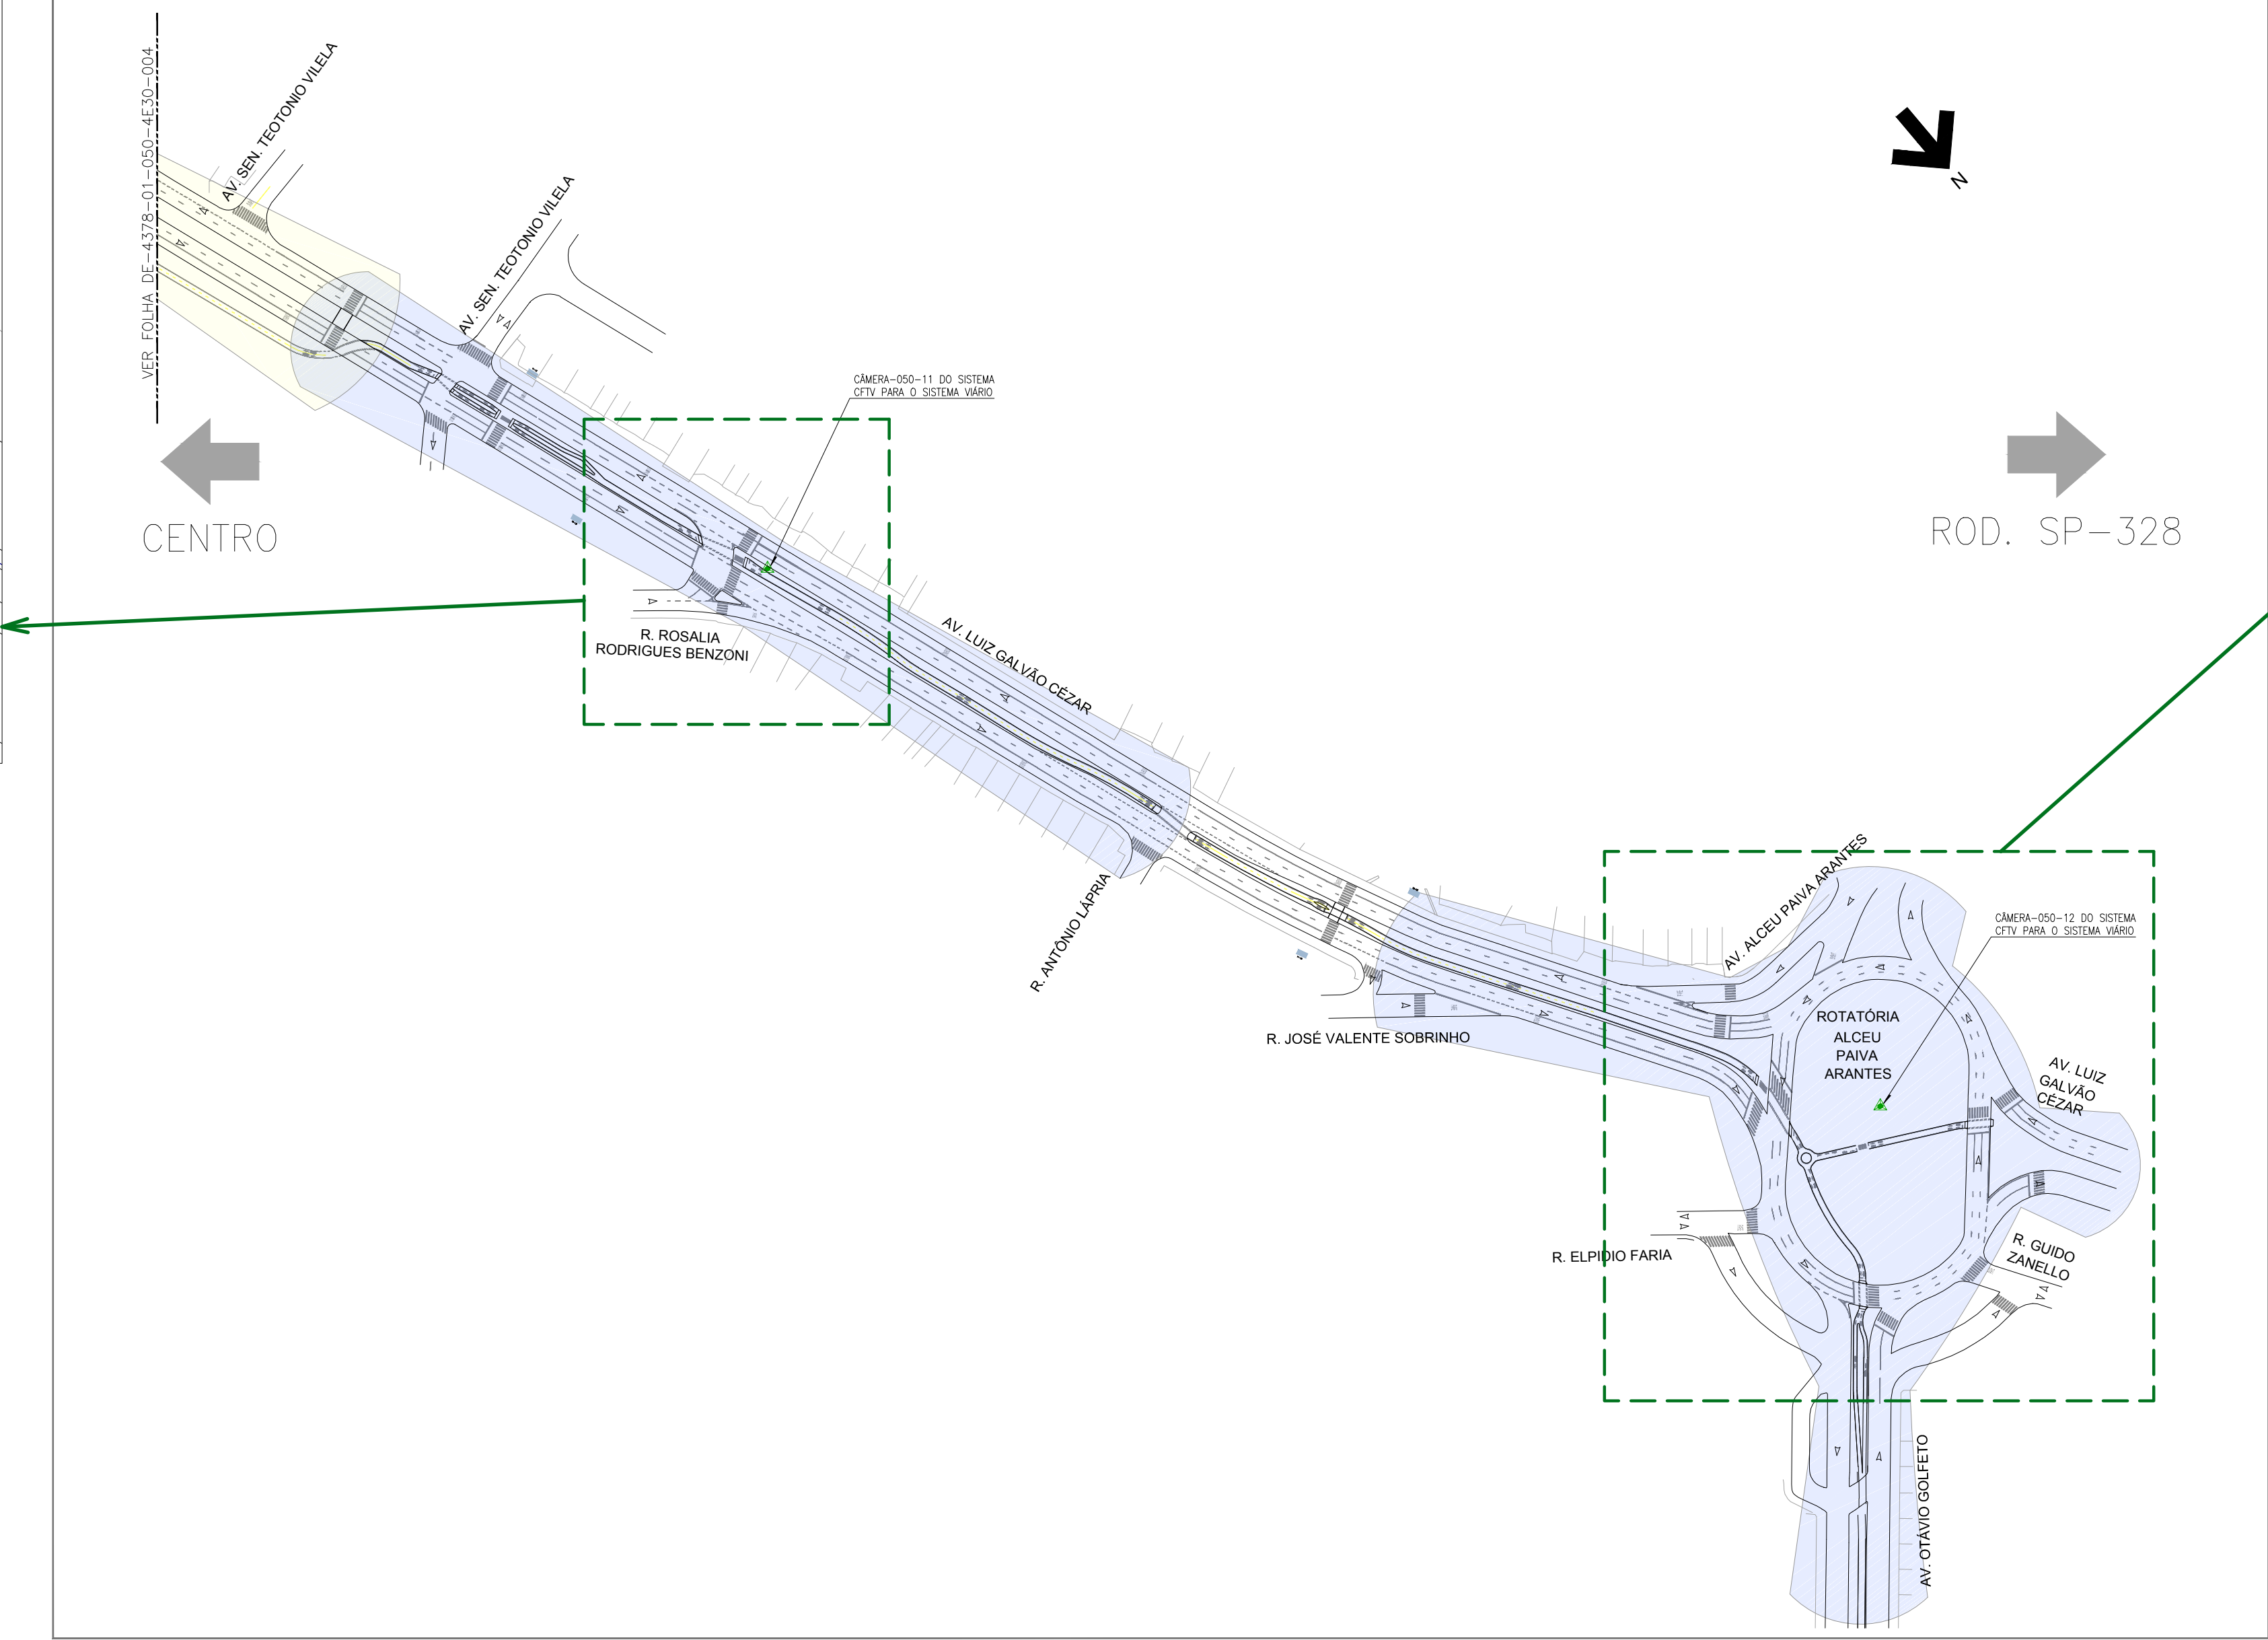 VER FOLHA DE-4378-01-050-4E30-004
AV. SEN. TEOTONIO VILELA
AV. SEN. TEOTONIO VILELA
N
CÂMERA-050-11 DO SISTEMA
CFTV PARA O SISTEMA VIÁRIO
CENTRO
ROD. SP-328
R. ROSALIA
RODRIGUES BENZONI
AV. LUIZ GALVÃO CÉZAR
R. ANTÔNIO LÁPRIA
AV. ALCEU PAIVA ARANTES
CÂMERA-050-12 DO SISTEMA
CFTV PARA O SISTEMA VIÁRIO
R. JOSÉ VALENTE SOBRINHO
ROTATÓRIA
ALCEU
PAIVA
ARANTES
AV. LUIZ
GALVÃO
CÉZAR
R. ELPIDIO FARIA
R. GUIDO
ZANELLO
AV. OTÁVIO GOLFETO